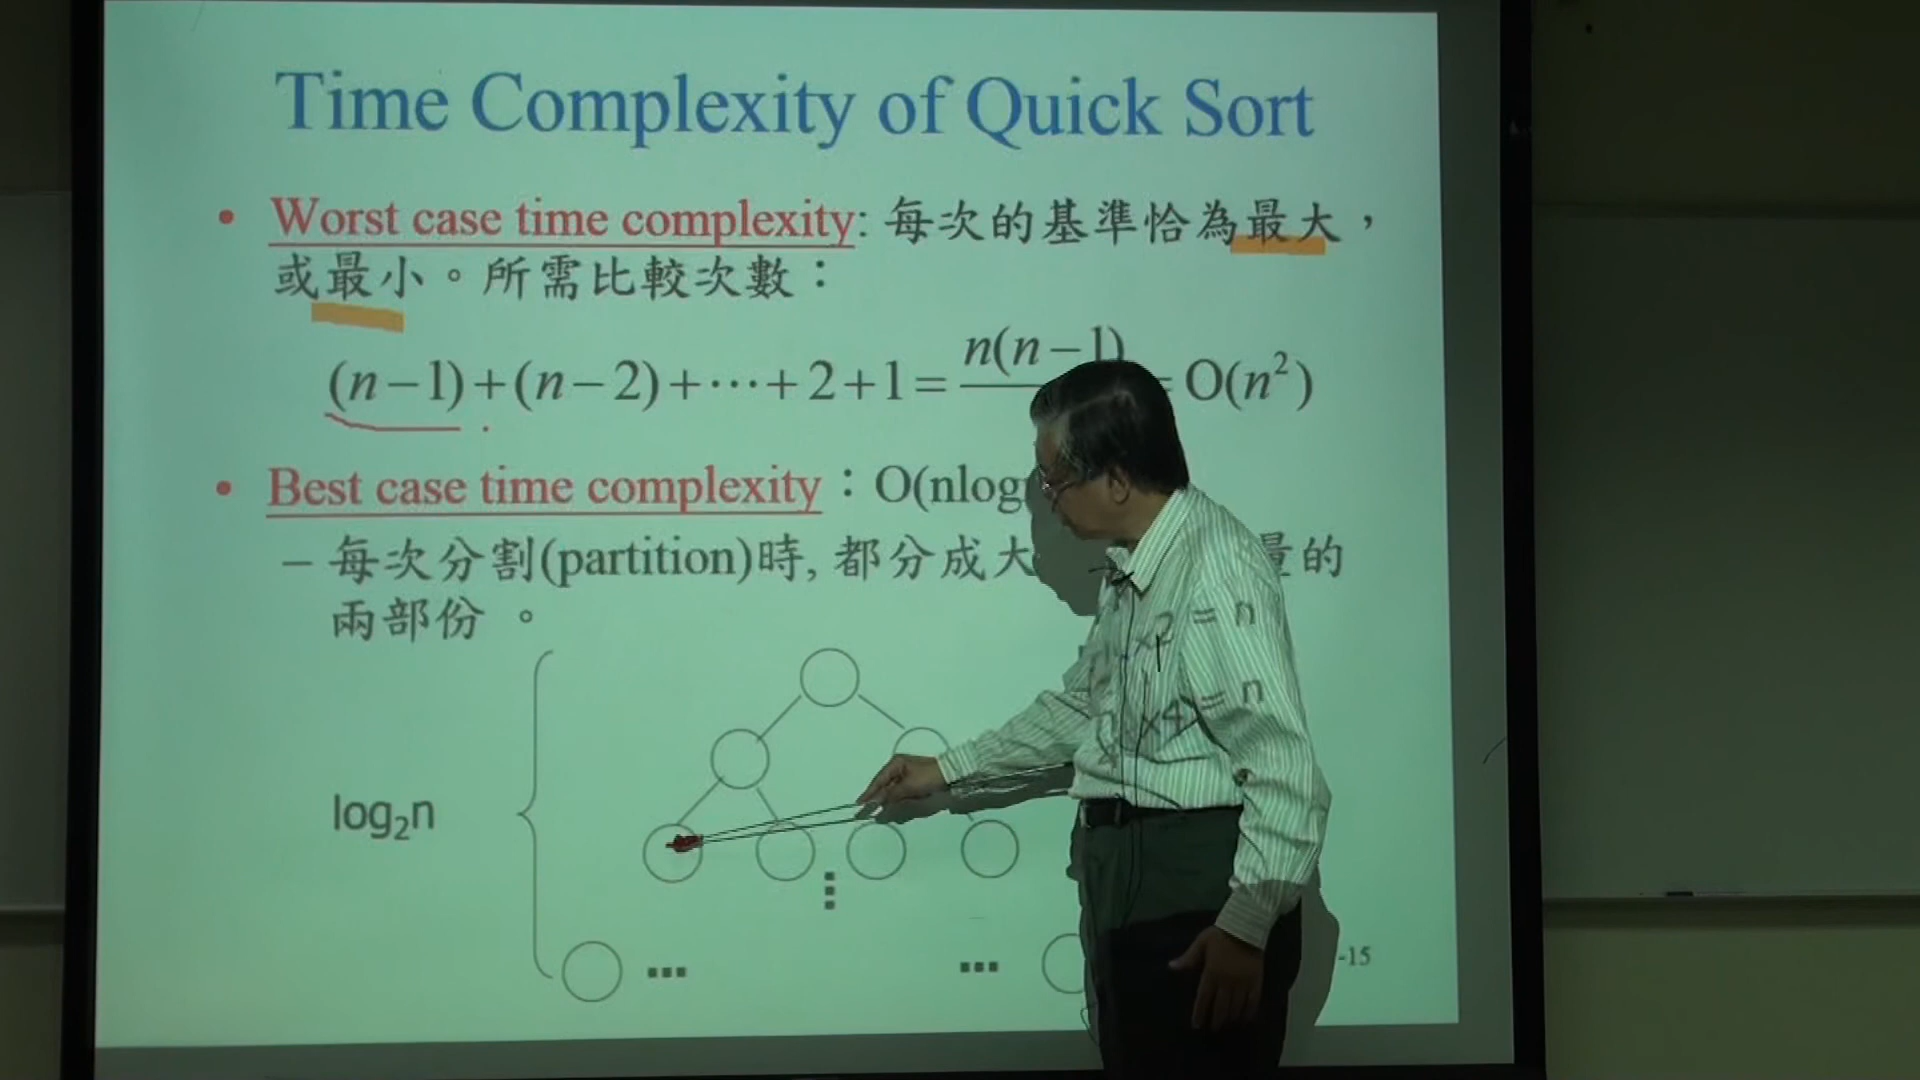 Time Complexity of Quick Sort
• Worst case time complexity: 每次的基準恰為最大，
或最小。所需比較次數：
(n−1)+(n−2)+⋯+2+1= n(n−1) = O(n²)
• Best case time complexity：O(nlog
– 每次分割(partition)時, 都分成大 量的
兩部份 。
×2 = n
×4 = n
log₂n
-15